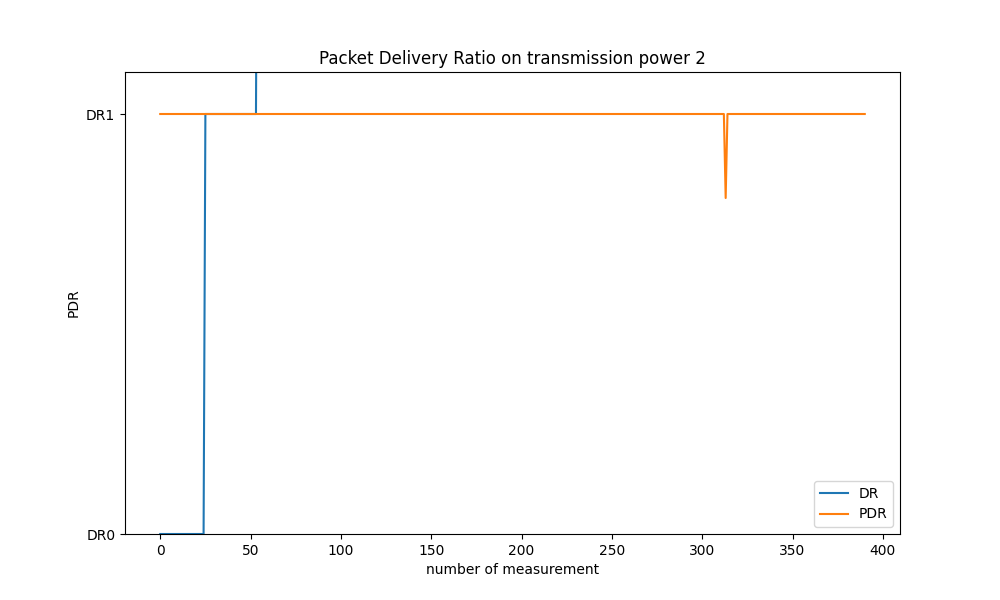 Packet Delivery Ratio on transmission power 2
DR1
PDR
DR0
DR
PDR
0 50 100 150 200 250 300 350 400
number of measurement